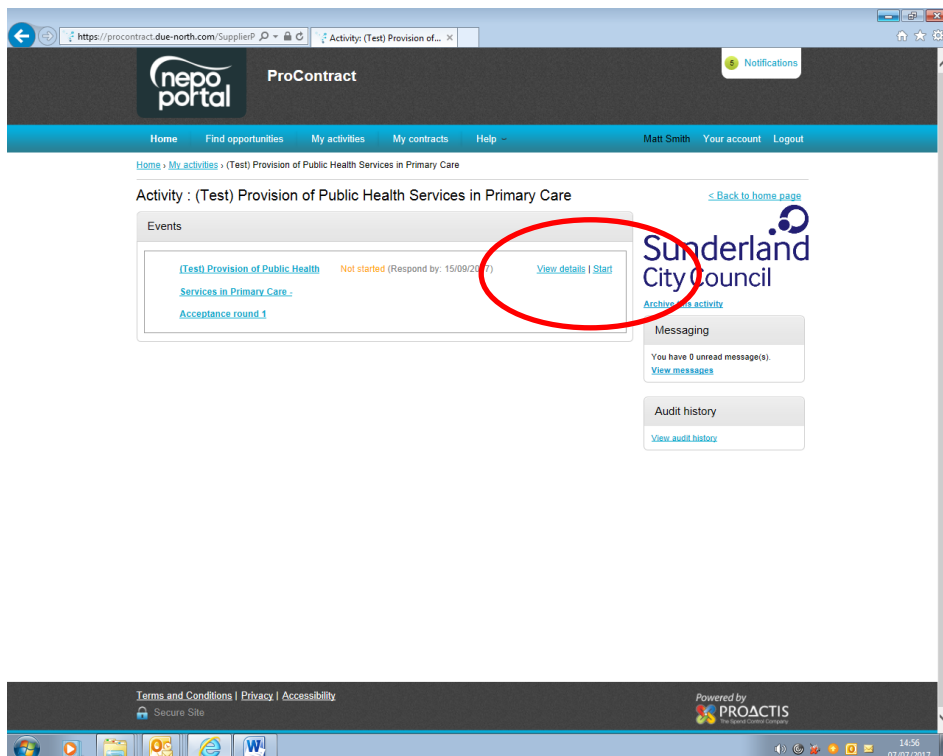 https://procontract.due-north.com/SupplierP
Activity: (Test) Provision of...
nepo
portal
ProContract
5 Notifications
Home Find opportunities My activities My contracts Help
Matt Smith Your account Logout
Home › My activities › (Test) Provision of Public Health Services in Primary Care
Activity : (Test) Provision of Public Health Services in Primary Care
< Back to home page
Events
(Test) Provision of Public Health Not started (Respond by: 15/09/2017) View details | Start
Services in Primary Care -
Acceptance round 1
Sunderland
City Council
Archive this activity
Messaging
You have 0 unread message(s).
View messages
Audit history
View audit history
Terms and Conditions | Privacy | Accessibility
Secure Site
Powered by
PROACTIS
The Spend Control Company
14:56
07/07/2017